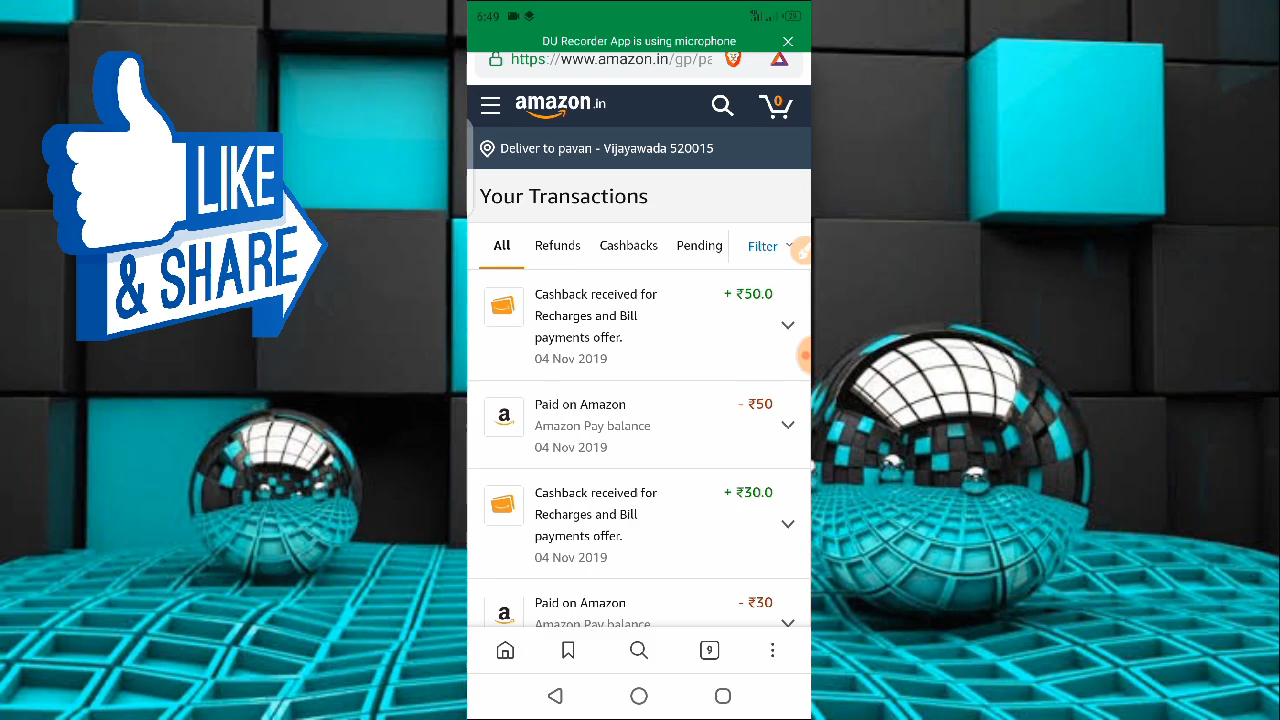 6:49
29
DU Recorder App is using microphone
https://www.amazon.in/gp/pa
amazon.in
0
Deliver to pavan - Vijayawada 520015
Your Transactions
All Refunds Cashbacks Pending Filter
Cashback received for + ₹50.0
Recharges and Bill
payments offer.
04 Nov 2019
a
Paid on Amazon - ₹50
Amazon Pay balance
04 Nov 2019
Cashback received for + ₹30.0
Recharges and Bill
payments offer.
04 Nov 2019
a
Paid on Amazon - ₹30
Amazon Pay balance
9
LIKE
& SHARE